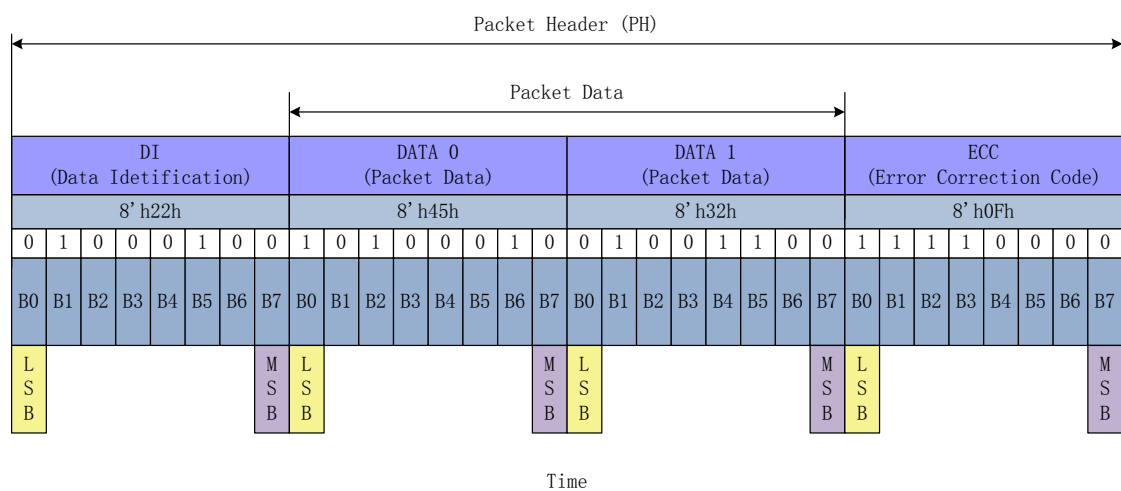 Packet Header (PH)
Packet Data
DI DATA 0 DATA 1 ECC
(Data Idetification) (Packet Data) (Packet Data) (Error Correction Code)
8'h22h 8'h45h 8'h32h 8'h0Fh
0 1 0 0 0 1 0 0 1 0 1 0 0 0 1 0 0 1 0 0 1 1 0 0 1 1 1 1 0 0 0 0
B0 B1 B2 B3 B4 B5 B6 B7 B0 B1 B2 B3 B4 B5 B6 B7 B0 B1 B2 B3 B4 B5 B6 B7 B0 B1 B2 B3 B4 B5 B6 B7
L M L M L M L M
S S S S S S S S
B B B B B B B B
Time